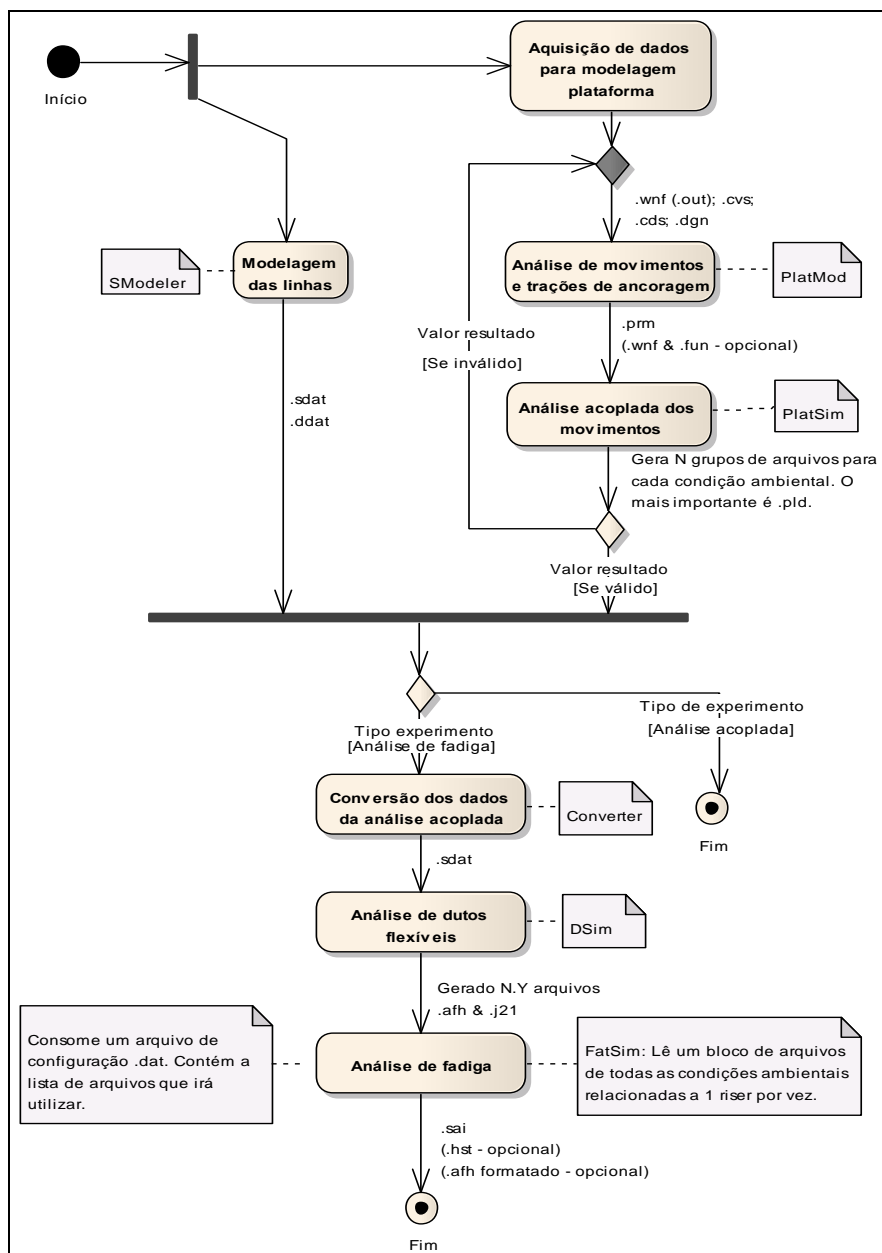 Início
Aquisição de dados
para modelagem
plataforma
.wnf (.out); .cvs;
.cds; .dgn
SModeler
Modelagem
das linhas
Análise de movimentos
e trações de ancoragem
PlatMod
Valor resultado
[Se inválido]
.prm
(.wnf & .fun - opcional)
.sdat
.ddat
Análise acoplada dos
movimentos
PlatSim
Gera N grupos de arquivos para
cada condição ambiental. O
mais importante é .pld.
Valor resultado
[Se válido]
Tipo experimento
[Análise de fadiga]
Tipo de experimento
[Análise acoplada]
Conversão dos dados
da análise acoplada
Converter
Fim
.sdat
Análise de dutos
flexíveis
DSim
Gerado N.Y arquivos
.afh & .j21
Consome um arquivo de
configuração .dat. Contém a
lista de arquivos que irá
utilizar.
Análise de fadiga
FatSim: Lê um bloco de arquivos
de todas as condições ambientais
relacionadas a 1 riser por vez.
.sai
(.hst - opcional)
(.afh formatado - opcional)
Fim